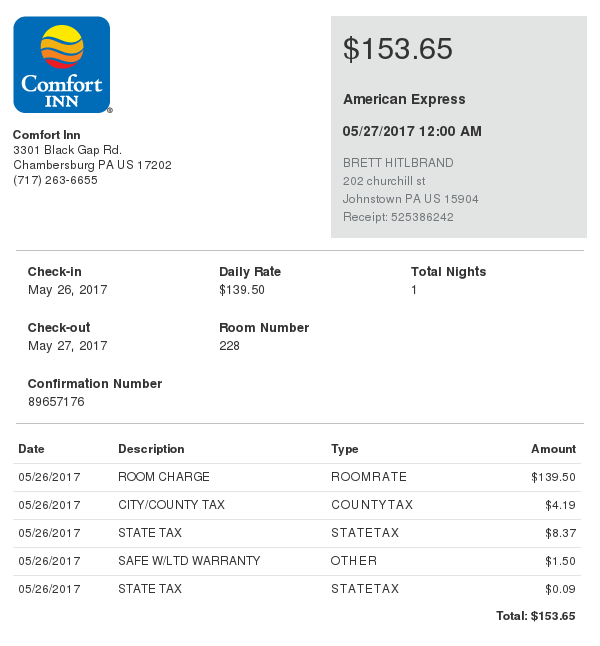 Comfort
INN
®
Comfort Inn
3301 Black Gap Rd.
Chambersburg PA US 17202
(717) 263-6655
$153.65
American Express
05/27/2017 12:00 AM
BRETT HITLBRAND
202 churchill st
Johnstown PA US 15904
Receipt: 525386242
Check-in Daily Rate Total Nights
May 26, 2017 $139.50 1
Check-out Room Number
May 27, 2017 228
Confirmation Number
89657176
Date Description Type Amount
05/26/2017 ROOM CHARGE ROOMRATE $139.50
05/26/2017 CITY/COUNTY TAX COUNTYTAX $4.19
05/26/2017 STATE TAX STATETAX $8.37
05/26/2017 SAFE W/LTD WARRANTY OTHER $1.50
05/26/2017 STATE TAX STATETAX $0.09
Total: $153.65